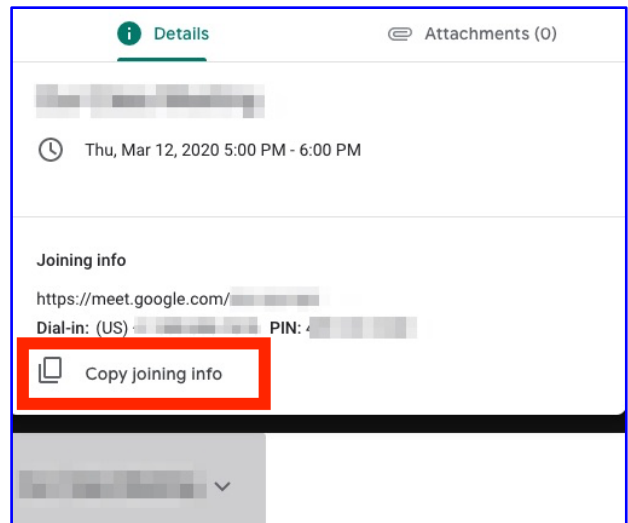 Details
Attachments (0)
Thu, Mar 12, 2020 5:00 PM - 6:00 PM
Joining info
https://meet.google.com/
Dial-in: (US) PIN:
Copy joining info